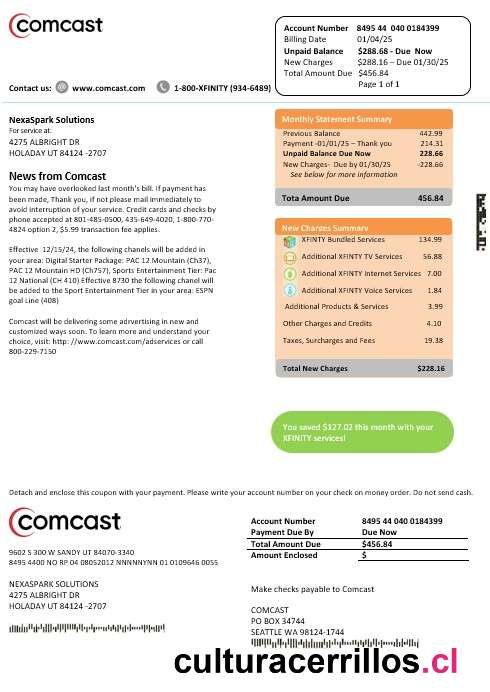 comcast
Account Number 8495 44 040 0184399
Billing Date 01/04/25
Unpaid Balance $288.68 - Due Now
New Charges $288.16 – Due 01/30/25
Total Amount Due $456.84
Page 1 of 1
Contact us: @ www.comcast.com 1-800-XFINITY (934-6489)
NexaSpark Solutions
For service at:
4275 ALBRIGHT DR
HOLADAY UT 84124 -2707
News from Comcast
You may have overlooked last month's bill. If payment has
been made, Thank you, if not please mail immediately to
avoid interruption of your service. Credit cards and checks by
phone accepted at 801-485-0500, 435-649-4020, 1-800-770-
4824 option 2, $5.99 transaction fee applies.
Effective 12/15/24, the following channels will be added in
your area: Digital Starter Package: PAC 12 Mountain (Ch37),
PAC 12 Mountain HD (Ch757), Sports Entertainment Tier: Pac
12 National (CH 410) Effective 8730 the following chanel will
be added to the Sport Entertainment Tier in your area: ESPN
goal Line (408)
Comcast will be delivering some advertising in new and
customized ways soon. To learn more and understand your
choice, visit: http: //www.comcast.com/adservices or call
800-229-7150
Monthly Statement Summary
Previous Balance 442.99
Payment -01/01/25 – Thank you 214.31
Unpaid Balance Due Now 228.66
New Charges- Due by 01/30/25 -228.66
See below for more information
Tota Amount Due 456.84
New Charges Summary
XFINITY Bundled Services 134.99
Additional XFINITY TV Services 56.88
Additional XFINITY Internet Services 7.00
Additional XFINITY Voice Services 1.84
Additional Products & Services 3.99
Other Charges and Credits 4.10
Taxes, Surcharges and Fees 19.38
Total New Charges $228.16
You saved $127.02 this month with your
XFINITY services!
Detach and enclose this coupon with your payment. Please write your account number on your check on money order. Do not send cash.
comcast
9602 S 300 W SANDY UT 84070-3340
8495 4400 NO RP 04 08052012 NNNNNYNN 01 0109646 0055
NEXASPARK SOLUTIONS
4275 ALBRIGHT DR
HOLADAY UT 84124 -2707
Account Number 8495 44 040 0184399
Payment Due By Due Now
Total Amount Due $456.84
Amount Enclosed $
Make checks payable to Comcast
COMCAST
PO BOX 34744
SEATTLE WA 98124-1744
culturacerrillos.cl